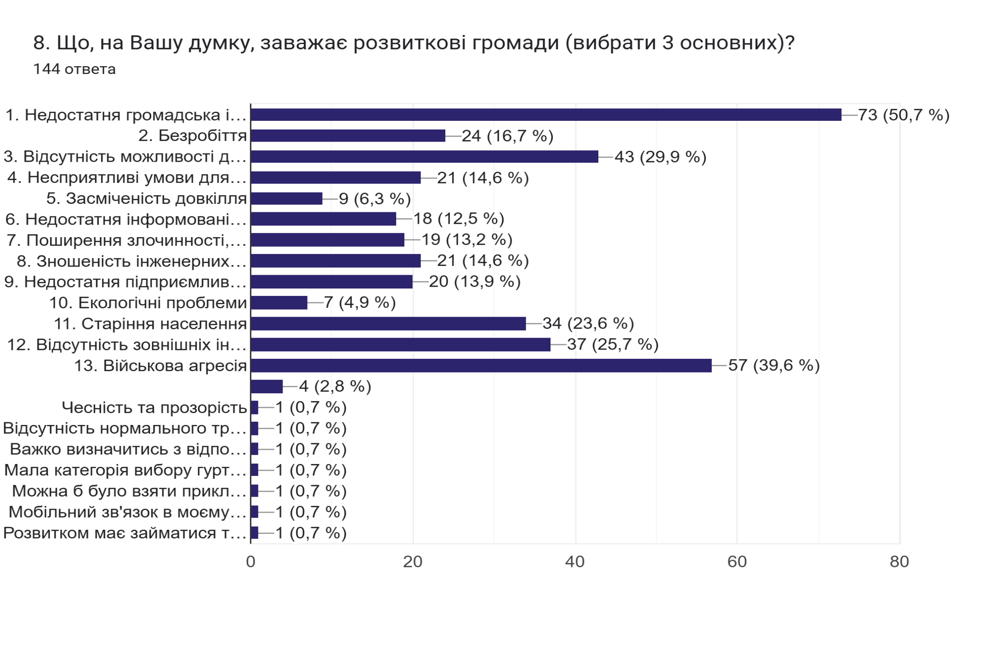 8. Що, на Вашу думку, заважає розвиткові громади (вибрати 3 основних)?
144 ответа
1. Недостатня громадська і… 73 (50,7 %)
2. Безробіття 24 (16,7 %)
3. Відсутність можливості д… 43 (29,9 %)
4. Несприятливі умови для… 21 (14,6 %)
5. Засміченість довкілля 9 (6,3 %)
6. Недостатня інформовані… 18 (12,5 %)
7. Поширення злочинності,… 19 (13,2 %)
8. Зношеність інженерних… 21 (14,6 %)
9. Недостатня підприємлив… 20 (13,9 %)
10. Екологічні проблеми 7 (4,9 %)
11. Старіння населення 34 (23,6 %)
12. Відсутність зовнішніх ін… 37 (25,7 %)
13. Військова агресія 57 (39,6 %)
4 (2,8 %)
Чесність та прозорість 1 (0,7 %)
Відсутність нормального тр… 1 (0,7 %)
Важко визначитись з відпо… 1 (0,7 %)
Мала категорія вибору гурт… 1 (0,7 %)
Можна б було взяти прикл… 1 (0,7 %)
Мобільний зв'язок в моєму… 1 (0,7 %)
Розвитком має займатися т… 1 (0,7 %)
0 20 40 60 80